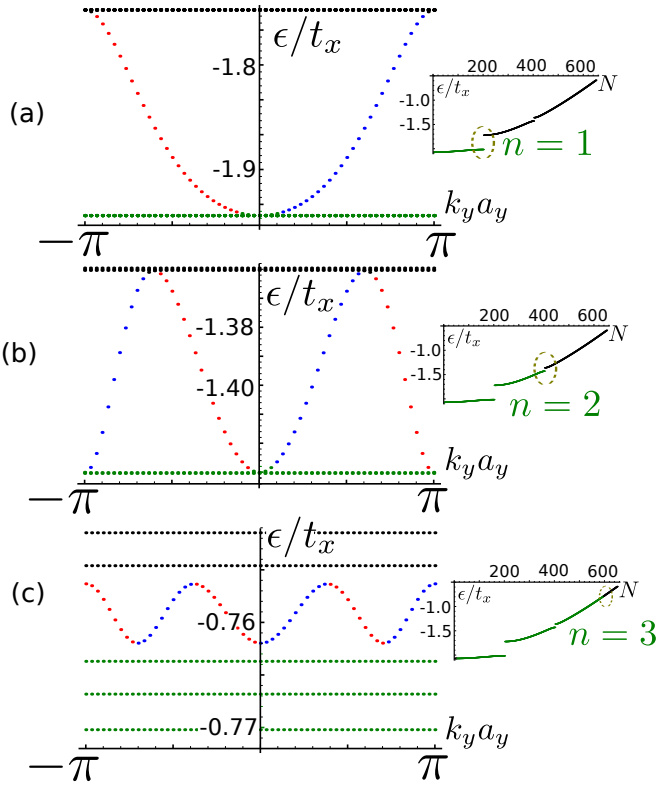 ϵ/t_x
-1.8
-1.9
(a)
k_y a_y
−π
π
200 400 600
ϵ/t_x
N
-1.0
-1.5
n = 1
ϵ/t_x
-1.38
-1.40
(b)
k_y a_y
−π
π
200 400 600
ϵ/t_x
N
-1.0
-1.5
n = 2
ϵ/t_x
(c)
-0.76
-0.77
k_y a_y
−π
π
200 400 600
ϵ/t_x
N
-1.0
-1.5
n = 3